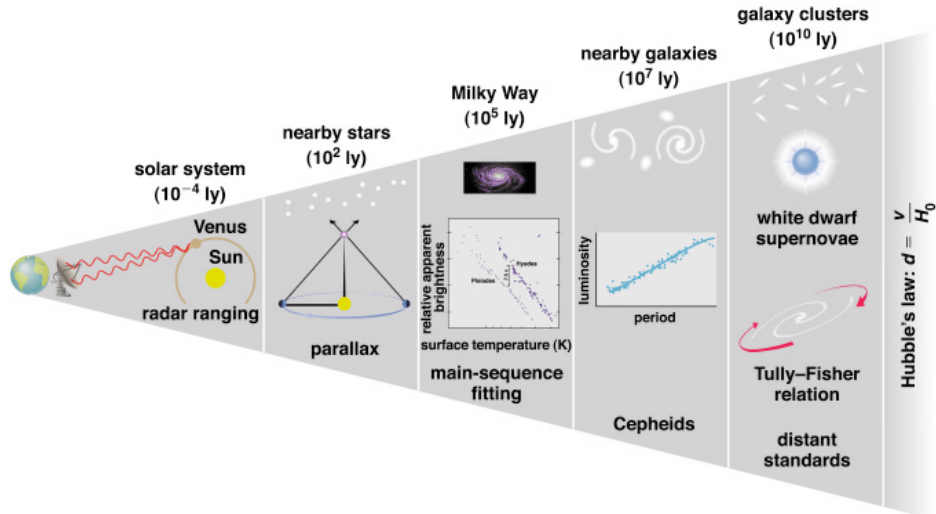 galaxy clusters
(10¹⁰ ly)
nearby galaxies
(10⁷ ly)
Milky Way
(10⁵ ly)
nearby stars
(10² ly)
solar system
(10⁻⁴ ly)
Venus
Sun
radar ranging
parallax
relative apparent
brightness
Pleiades
Hyades
surface temperature (K)
main-sequence
fitting
luminosity
period
Cepheids
white dwarf
supernovae
Tully–Fisher
relation
distant
standards
Hubble's law: d = v/H₀